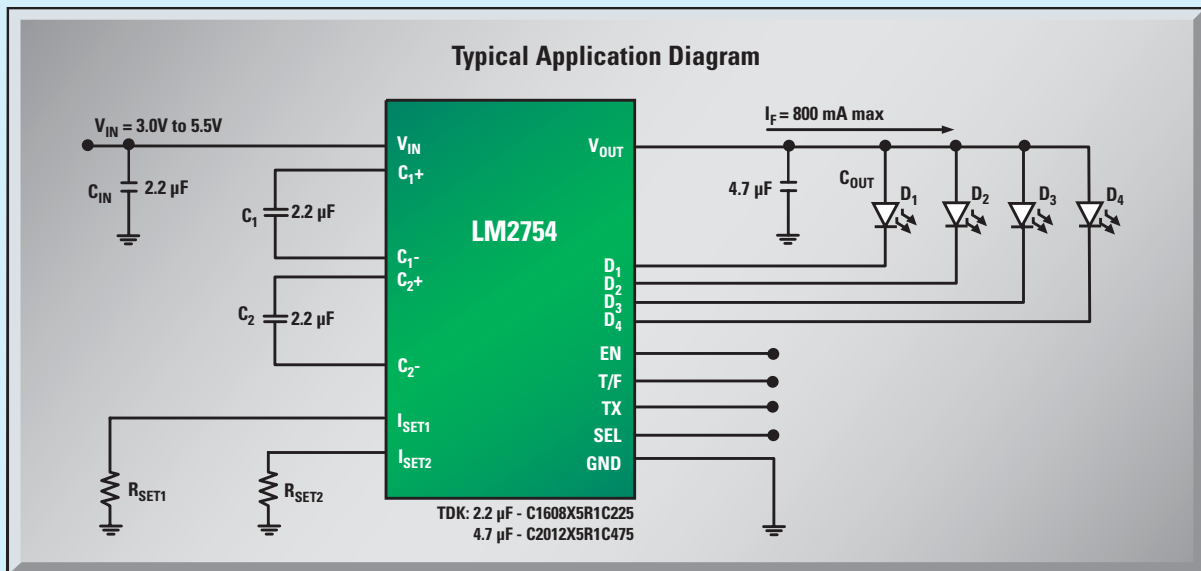 Typical Application Diagram
V_IN = 3.0V to 5.5V
I_F = 800 mA max
C_IN
2.2 µF
C_1
2.2 µF
C_2
2.2 µF
R_SET1
R_SET2
V_IN
C_1+
C_1-
C_2+
C_2-
I_SET1
I_SET2
LM2754
V_OUT
D_1
D_2
D_3
D_4
EN
T/F
TX
SEL
GND
4.7 µF
C_OUT
D_1
D_2
D_3
D_4
TDK: 2.2 µF - C1608X5R1C225
4.7 µF - C2012X5R1C475